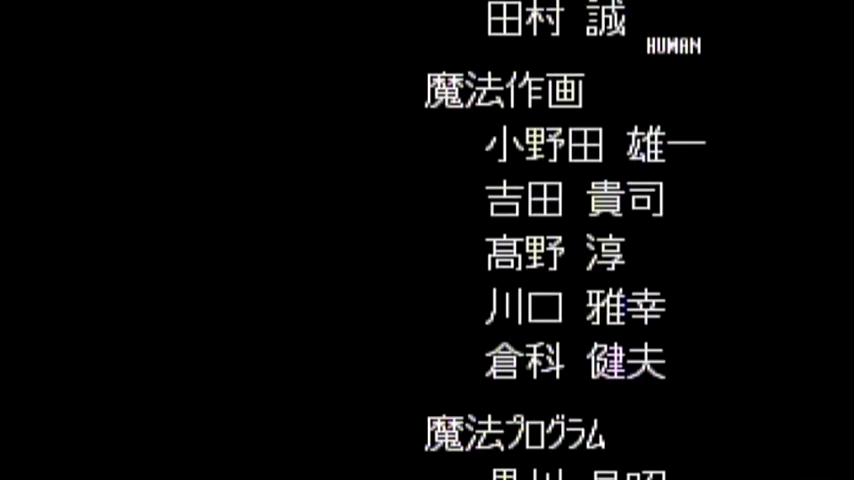 田村 誠
HUMAN
魔法作画
小野田 雄一
吉田 貴司
髙野 淳
川口 雅幸
倉科 健夫
魔法プログラム